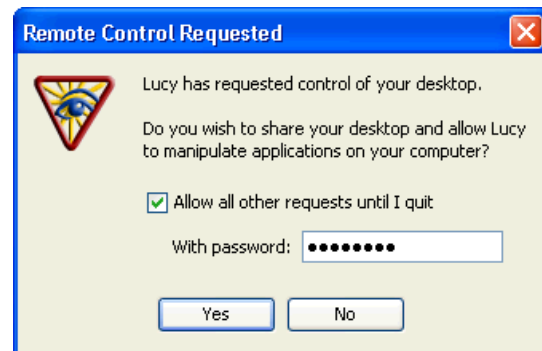 Remote Control Requested
Lucy has requested control of your desktop.
Do you wish to share your desktop and allow Lucy
to manipulate applications on your computer?
Allow all other requests until I quit
With password: ●●●●●●●●
Yes No